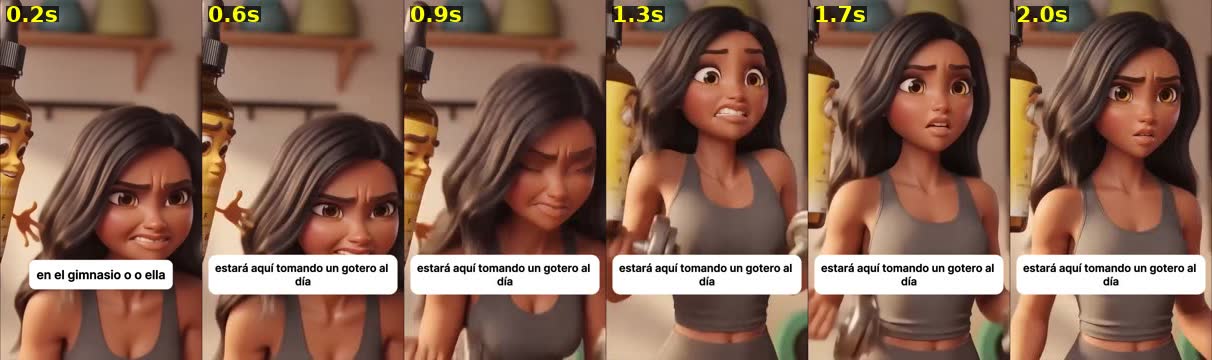 0.2s
0.6s
0.9s
1.3s
1.7s
2.0s
en el gimnasio o o ella
estará aquí tomando un gotero al
día
estará aquí tomando un gotero al
día
estará aquí tomando un gotero al
día
estará aquí tomando un gotero al
día
estará aquí tomando un gotero al
día